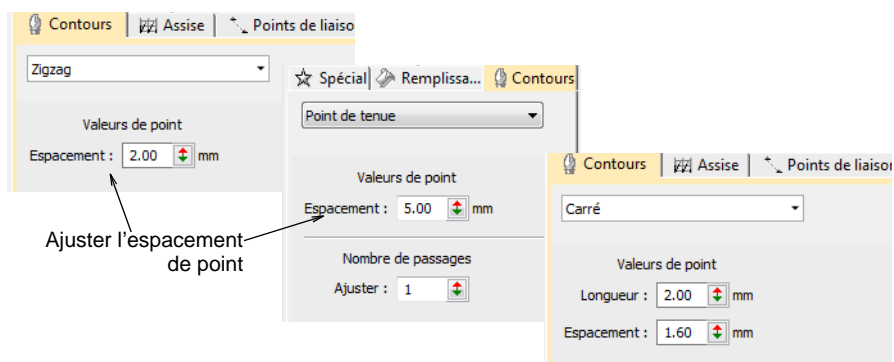 Contours Assise Points de liaiso
Zigzag
Valeurs de point
Espacement : 2.00 mm
Ajuster l'espacement
de point
Spécial Remplissa... Contours
Point de tenue
Valeurs de point
Espacement : 5.00 mm
Nombre de passages
Ajuster : 1
Contours Assise Points de liaison
Carré
Valeurs de point
Longueur : 2.00 mm
Espacement : 1.60 mm